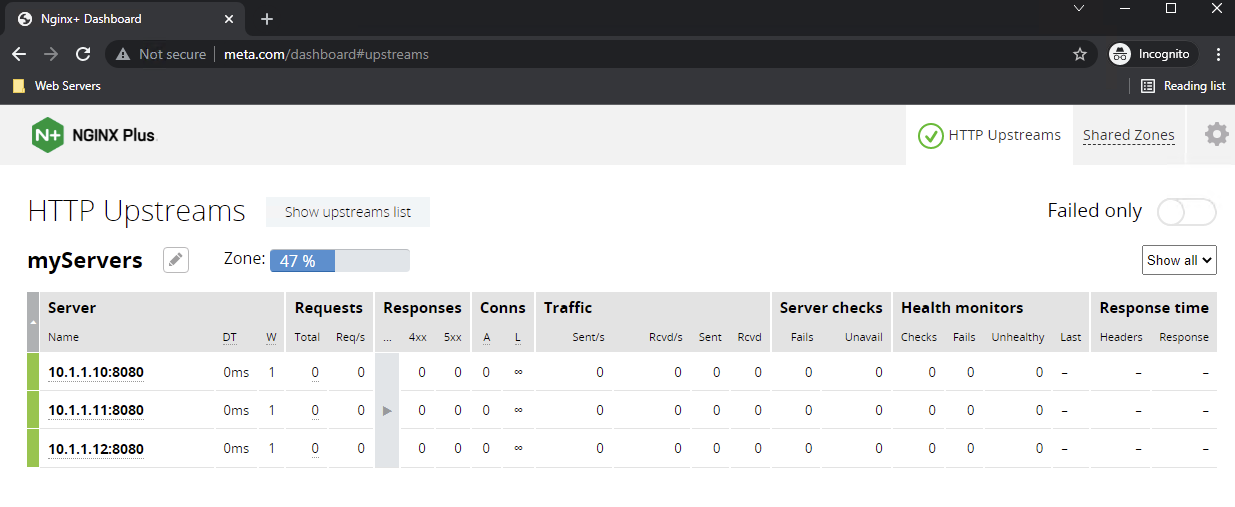 Nginx+ Dashboard
Not secure meta.com/dashboard#upstreams Incognito
Web Servers Reading list
N+ NGINX Plus HTTP Upstreams Shared Zones
HTTP Upstreams Show upstreams list Failed only
myServers Zone: 47 % Show all
Server Requests Responses Conns Traffic Server checks Health monitors Response time
Name DT W Total Req/s ... 4xx 5xx A L Sent/s Rcvd/s Sent Rcvd Fails Unavail Checks Fails Unhealthy Last Headers Response
10.1.1.10:8080 0ms 1 0 0 0 0 0 ∞ 0 0 0 0 0 0 0 0 0 – – –
10.1.1.11:8080 0ms 1 0 0 0 0 0 ∞ 0 0 0 0 0 0 0 0 0 – – –
10.1.1.12:8080 0ms 1 0 0 0 0 0 ∞ 0 0 0 0 0 0 0 0 0 – – –